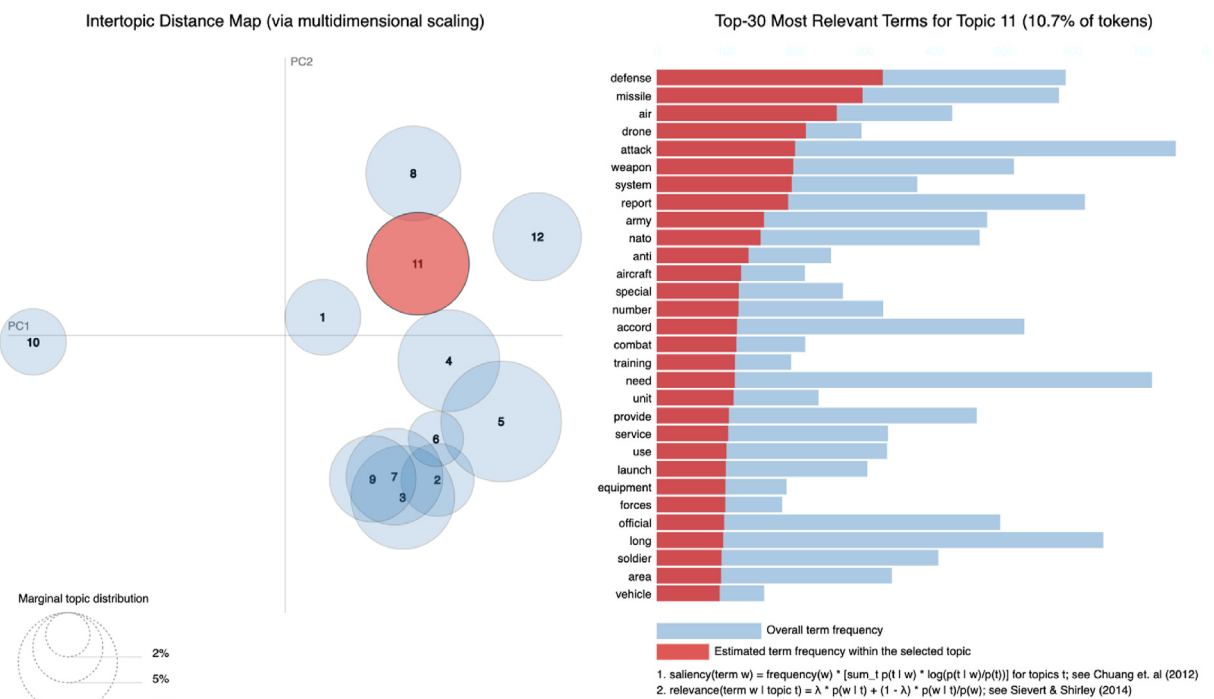 Intertopic Distance Map (via multidimensional scaling)
PC2
8
12
11
1
PC1
10
4
5
6
9
7
2
3
Marginal topic distribution
2%
5%
Top-30 Most Relevant Terms for Topic 11 (10.7% of tokens)
defense
missile
air
drone
attack
weapon
system
report
army
nato
anti
aircraft
special
number
accord
combat
training
need
unit
provide
service
use
launch
equipment
forces
official
long
soldier
area
vehicle
Overall term frequency
Estimated term frequency within the selected topic
1. saliency(term w) = frequency(w) * [sum_t p(t | w) * log(p(t | w)/p(t))] for topics t; see Chuang et. al (2012)
2. relevance(term w | topic t) = λ * p(w | t) + (1 - λ) * p(w | t)/p(w); see Sievert & Shirley (2014)